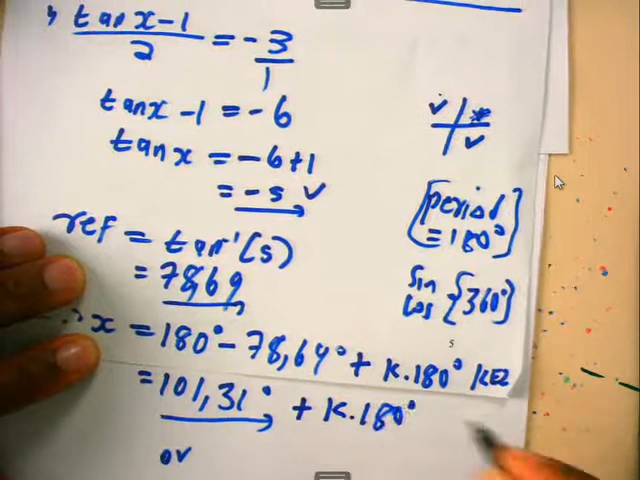 > (tan x - 1)/2 = - 3/1
tan x - 1 = - 6
tan x = - 6 + 1
= - 5 ✓
[period = 180°]
ref = tan⁻¹(5)
= 78,69
sin cos {360°}
∴ x = 180° - 78,69° + K.180° K∈Z
= 101,31° + K.180°
or